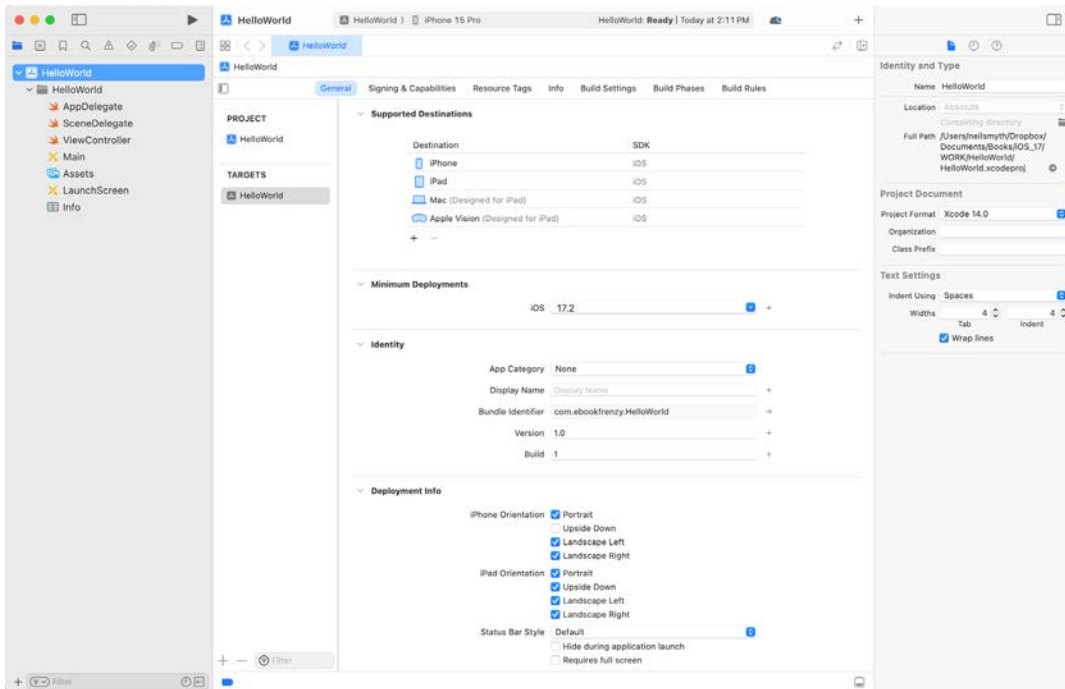 HelloWorld
HelloWorld
iPhone 15 Pro
HelloWorld: Ready | Today at 2:11 PM
HelloWorld
HelloWorld
HelloWorld
HelloWorld
AppDelegate
SceneDelegate
ViewController
Main
Assets
LaunchScreen
Info
Filter
General Signing & Capabilities Resource Tags Info Build Settings Build Phases Build Rules
PROJECT
HelloWorld
TARGETS
HelloWorld
Filter
Supported Destinations
Destination SDK
iPhone iOS
iPad iOS
Mac (Designed for iPad) iOS
Apple Vision (Designed for iPad) iOS
Minimum Deployments
iOS 17.2
Identity
App Category None
Display Name Display Name
Bundle Identifier com.ebookfrenzy.HelloWorld
Version 1.0
Build 1
Deployment Info
iPhone Orientation Portrait
Upside Down
Landscape Left
Landscape Right
iPad Orientation Portrait
Upside Down
Landscape Left
Landscape Right
Status Bar Style Default
Hide during application launch
Requires full screen
Identity and Type
Name HelloWorld
Location Absolute
Containing directory
Full Path /Users/neilsmyth/Dropbox/
Documents/Books/iOS_17/
WORK/HelloWorld/
HelloWorld.xcodeproj
Project Document
Project Format Xcode 14.0
Organization
Class Prefix
Text Settings
Indent Using Spaces
Widths 4 4
Tab Indent
Wrap lines